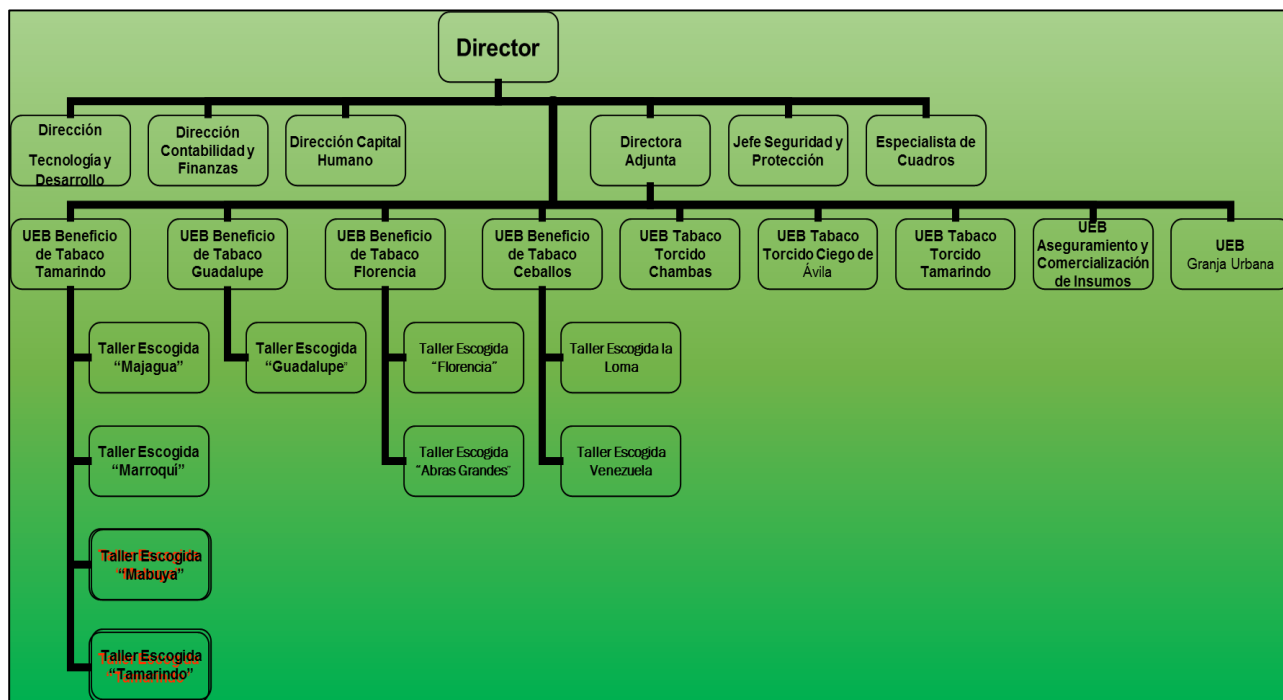 Director
Dirección
Tecnología y
Desarrollo
Dirección
Contabilidad y
Finanzas
Dirección Capital
Humano
Directora
Adjunta
Jefe Seguridad y
Protección
Especialista de
Cuadros
UEB Beneficio
de Tabaco
Tamarindo
UEB Beneficio
de Tabaco
Guadalupe
UEB Beneficio
de Tabaco
Florencia
UEB Beneficio
de Tabaco
Ceballos
UEB Tabaco
Torcido
Chambas
UEB Tabaco
Torcido Ciego de
Ávila
UEB Tabaco
Torcido
Tamarindo
UEB
Aseguramiento y
Comercialización
de Insumos
UEB
Granja Urbana
Taller Escogida
“Majagua”
Taller Escogida
“Guadalupe”
Taller Escogida
“Florencia”
Taller Escogida la
Loma
Taller Escogida
“Marroquí”
Taller Escogida
“Abras Grandes”
Taller Escogida
Venezuela
Taller Escogida
“Mabuya”
Taller Escogida
“Tamarindo”